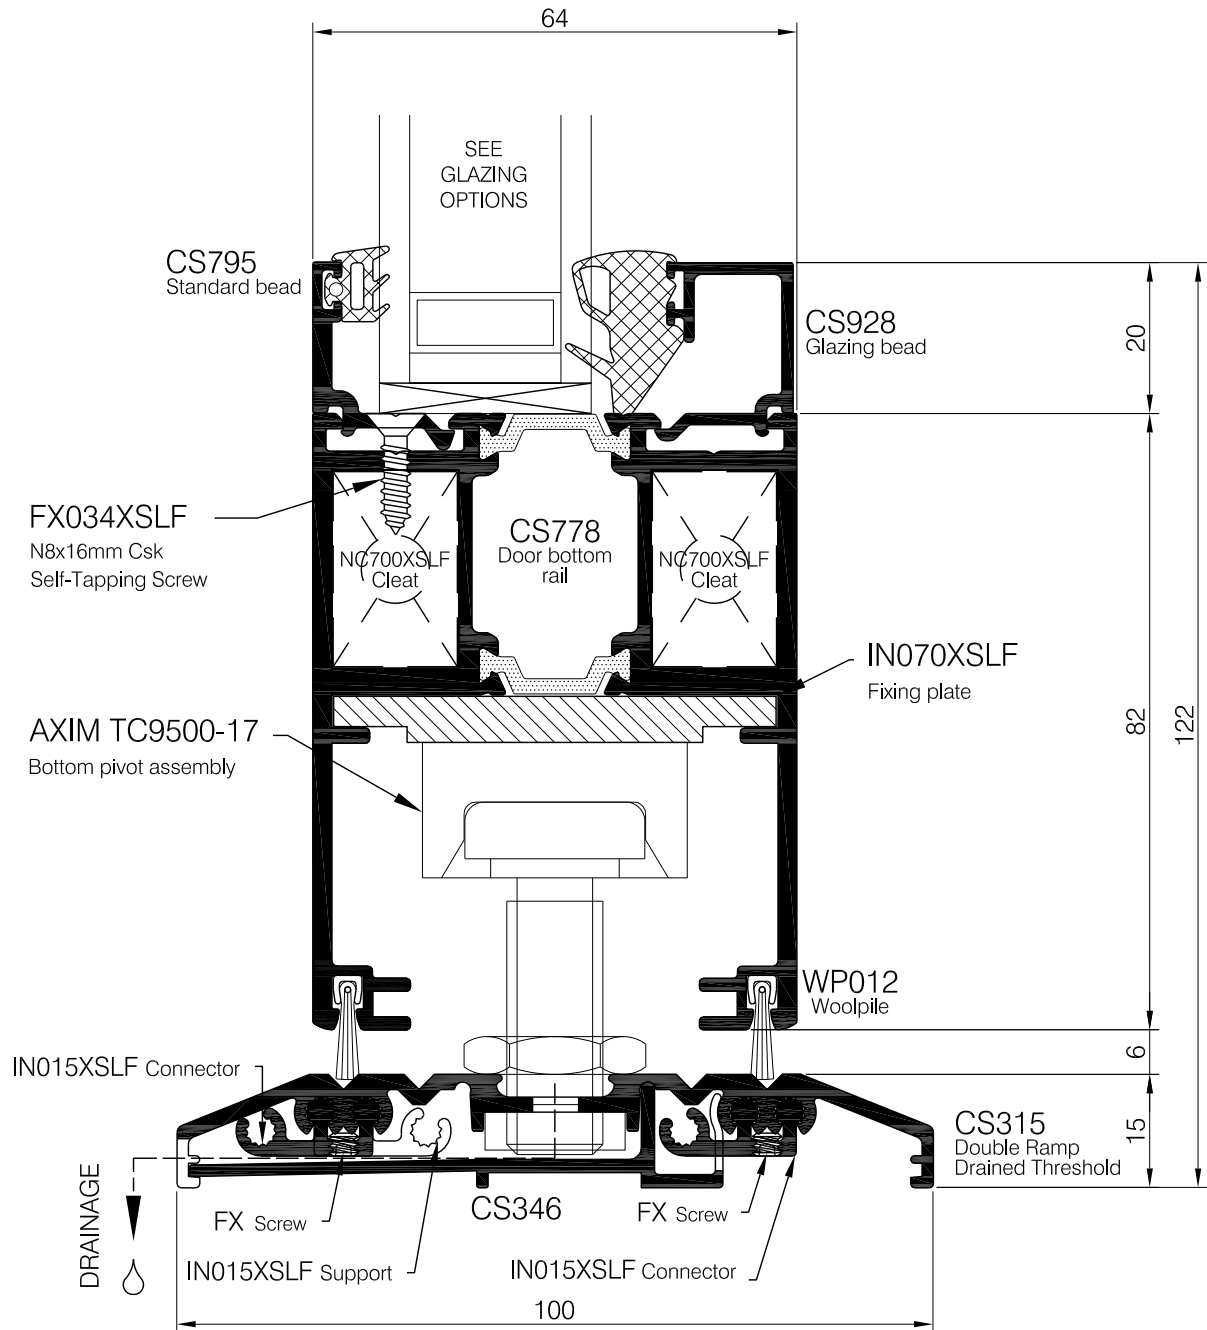 64
SEE
GLAZING
OPTIONS
CS795
Standard bead
CS928
Glazing bead
20
FX034XSLF
N8x16mm Csk
Self-Tapping Screw
NC700XSLF
Cleat
CS778
Door bottom
rail
NC700XSLF
Cleat
IN070XSLF
Fixing plate
AXIM TC9500-17
Bottom pivot assembly
82
122
WP012
Woolpile
6
IN015XSLF Connector
CS315
Double Ramp
Drained Threshold
15
DRAINAGE
CS346
FX Screw
FX Screw
IN015XSLF Support
IN015XSLF Connector
100